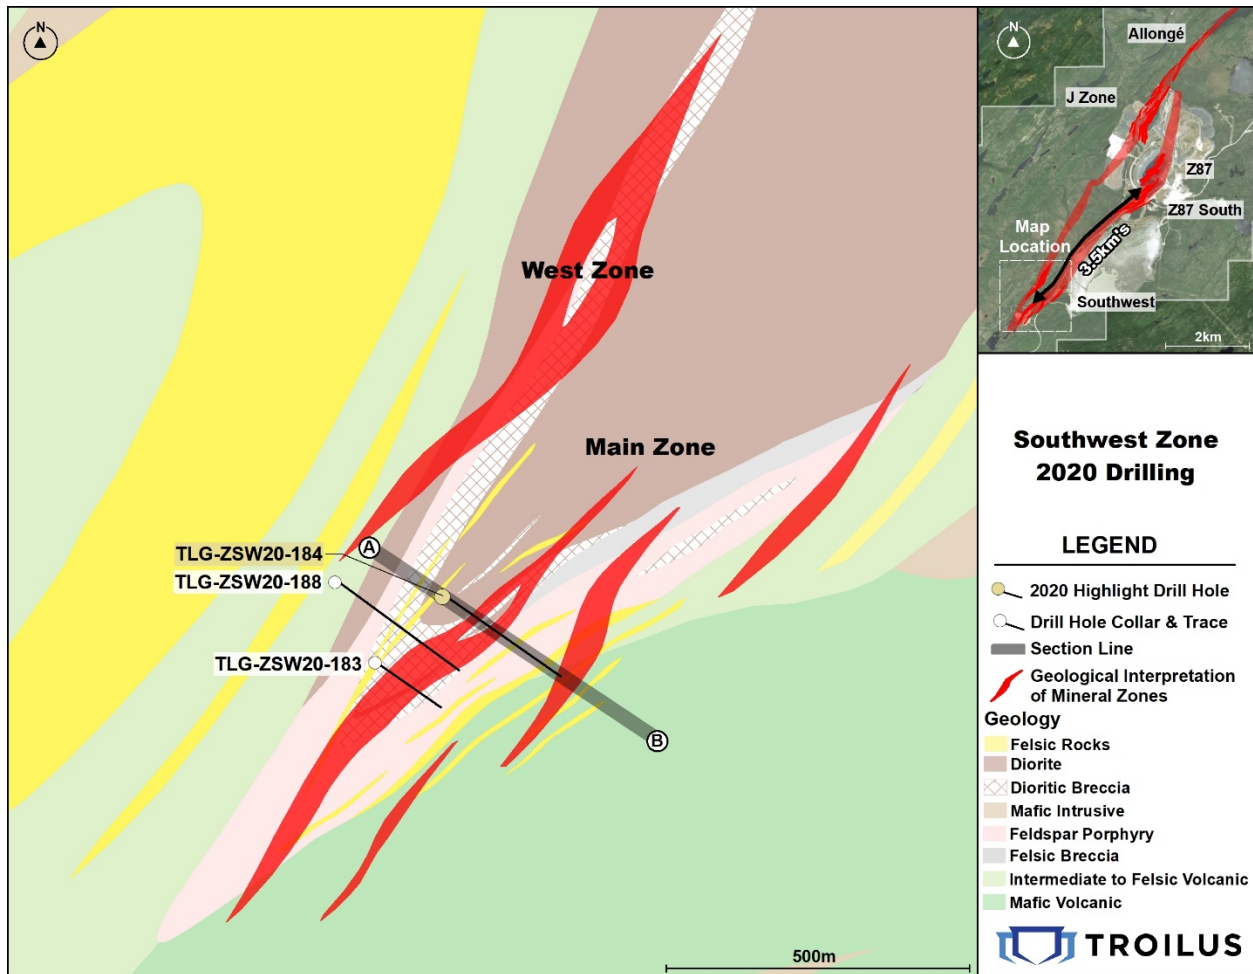 N
West Zone
Main Zone
A
TLG-ZSW20-184
TLG-ZSW20-188
TLG-ZSW20-183
B
500m
N
Allongé
J Zone
Z87
Z87 South
Map
Location
3.5km's
Southwest
2km
Southwest Zone
2020 Drilling
LEGEND
2020 Highlight Drill Hole
Drill Hole Collar & Trace
Section Line
Geological Interpretation
of Mineral Zones
Geology
Felsic Rocks
Diorite
Dioritic Breccia
Mafic Intrusive
Feldspar Porphyry
Felsic Breccia
Intermediate to Felsic Volcanic
Mafic Volcanic
TROILUS